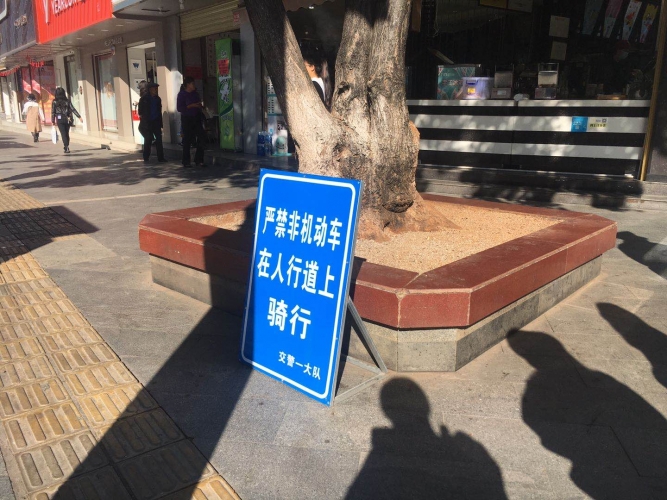 严禁非机动车
在人行道上
骑行
交警一大队